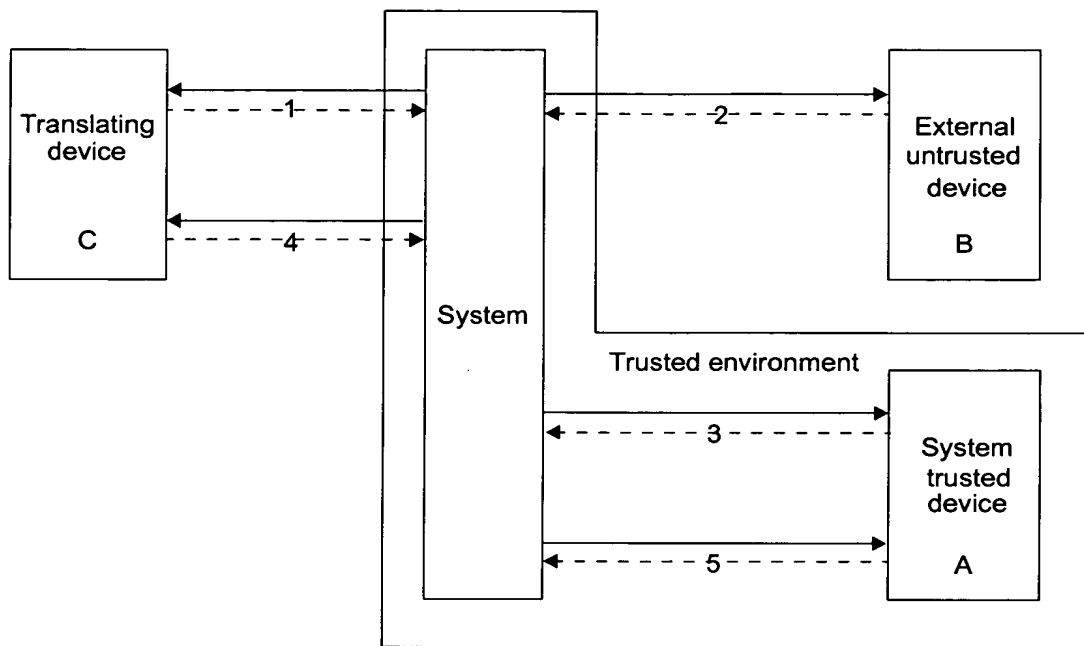 Translating
device
C
1
4
System
2
External
untrusted
device
B
Trusted environment
3
5
System
trusted
device
A